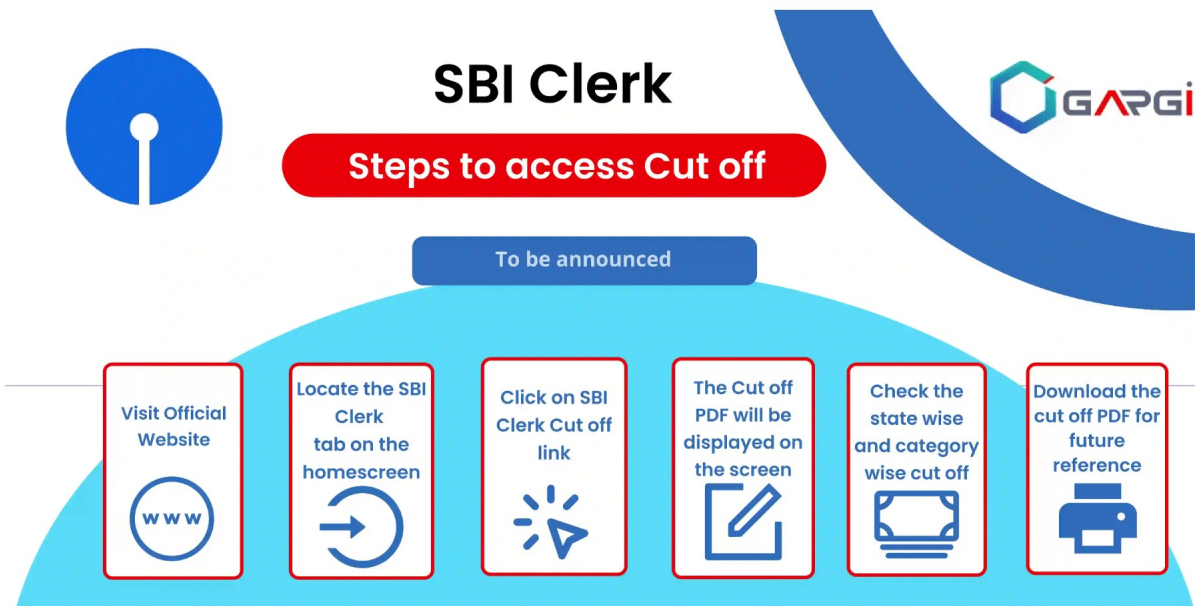 SBI Clerk
GARGI
Steps to access Cut off
To be announced
Visit Official
Website
www
Locate the SBI
Clerk
tab on the
homescreen
Click on SBI
Clerk Cut off
link
The Cut off
PDF will be
displayed on
the screen
Check the
state wise
and category
wise cut off
Download the
cut off PDF for
future
reference